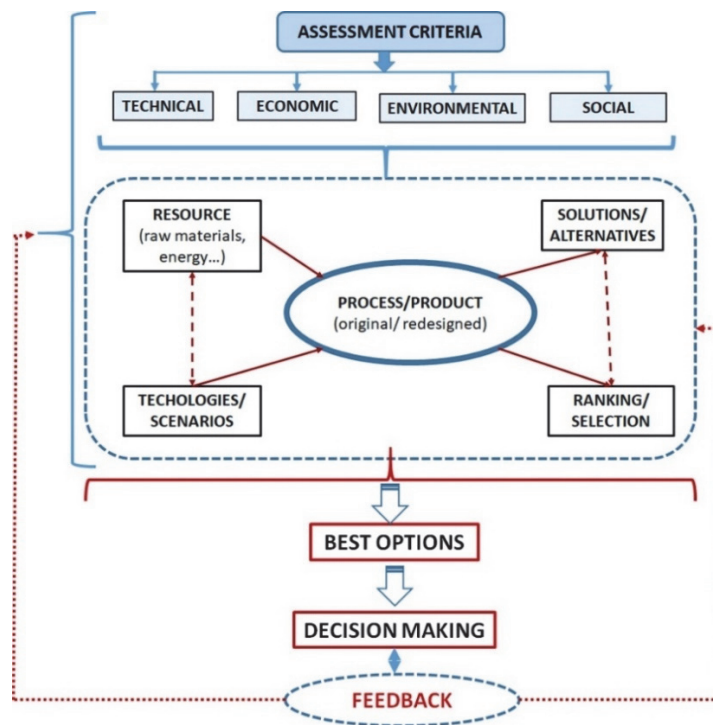 ASSESSMENT CRITERIA
TECHNICAL
ECONOMIC
ENVIRONMENTAL
SOCIAL
RESOURCE
(raw materials,
energy...)
SOLUTIONS/
ALTERNATIVES
PROCESS/PRODUCT
(original/ redesigned)
TECHOLOGIES/
SCENARIOS
RANKING/
SELECTION
BEST OPTIONS
DECISION MAKING
FEEDBACK